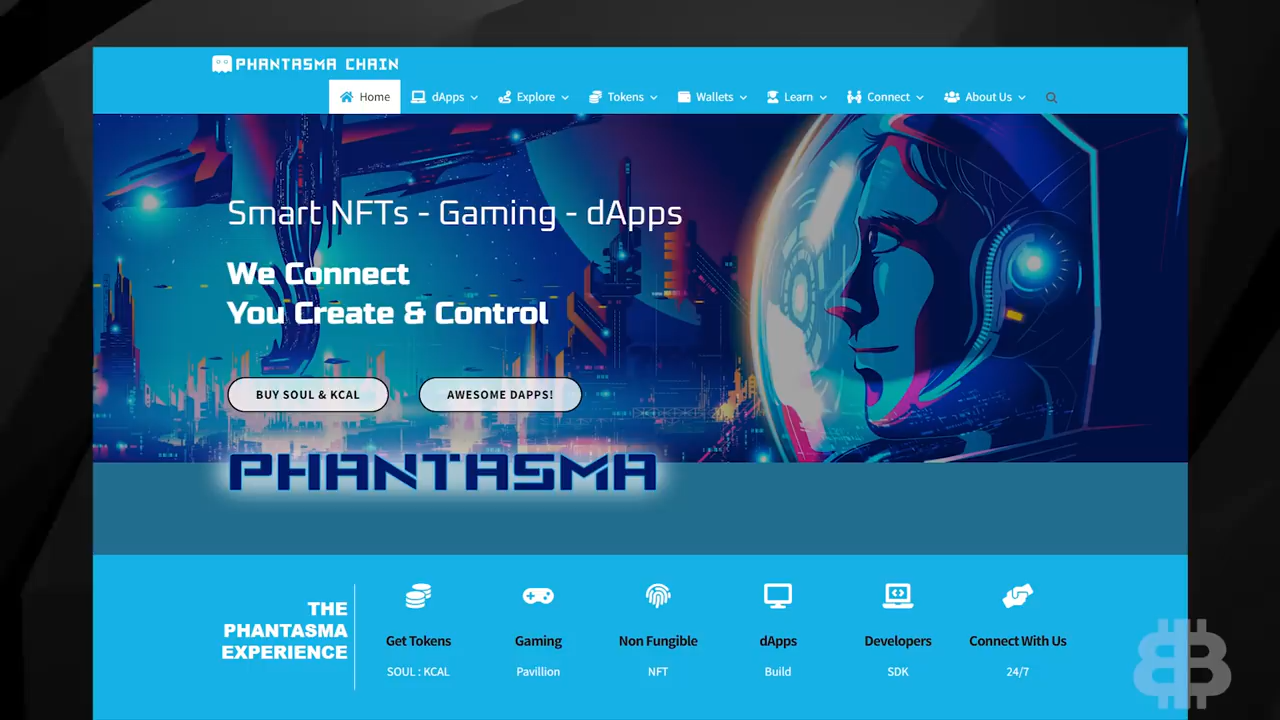 PHANTASMA CHAIN
Home dApps Explore Tokens Wallets Learn Connect About Us
Smart NFTs - Gaming - dApps
We Connect
You Create & Control
BUY SOUL & KCAL AWESOME DAPPS!
PHANTASMA
THE
PHANTASMA
EXPERIENCE
Get Tokens Gaming Non Fungible dApps Developers Connect With Us
SOUL : KCAL Pavillion NFT Build SDK 24/7